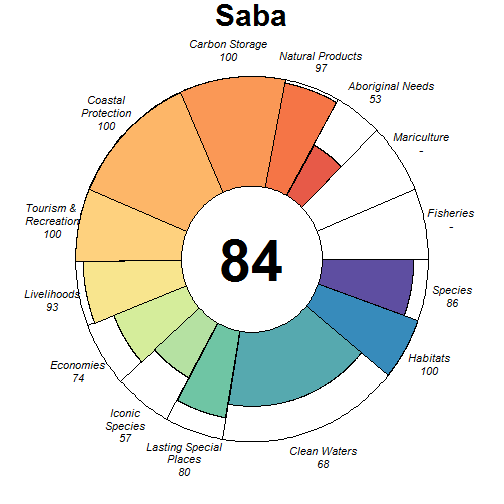 Saba
Carbon Storage
100
Natural Products
97
Aboriginal Needs
53
Mariculture
-
Fisheries
-
Species
86
Habitats
100
Clean Waters
68
Lasting Special
Places
80
Iconic
Species
57
Economies
74
Livelihoods
93
Tourism &
Recreation
100
Coastal
Protection
100
84